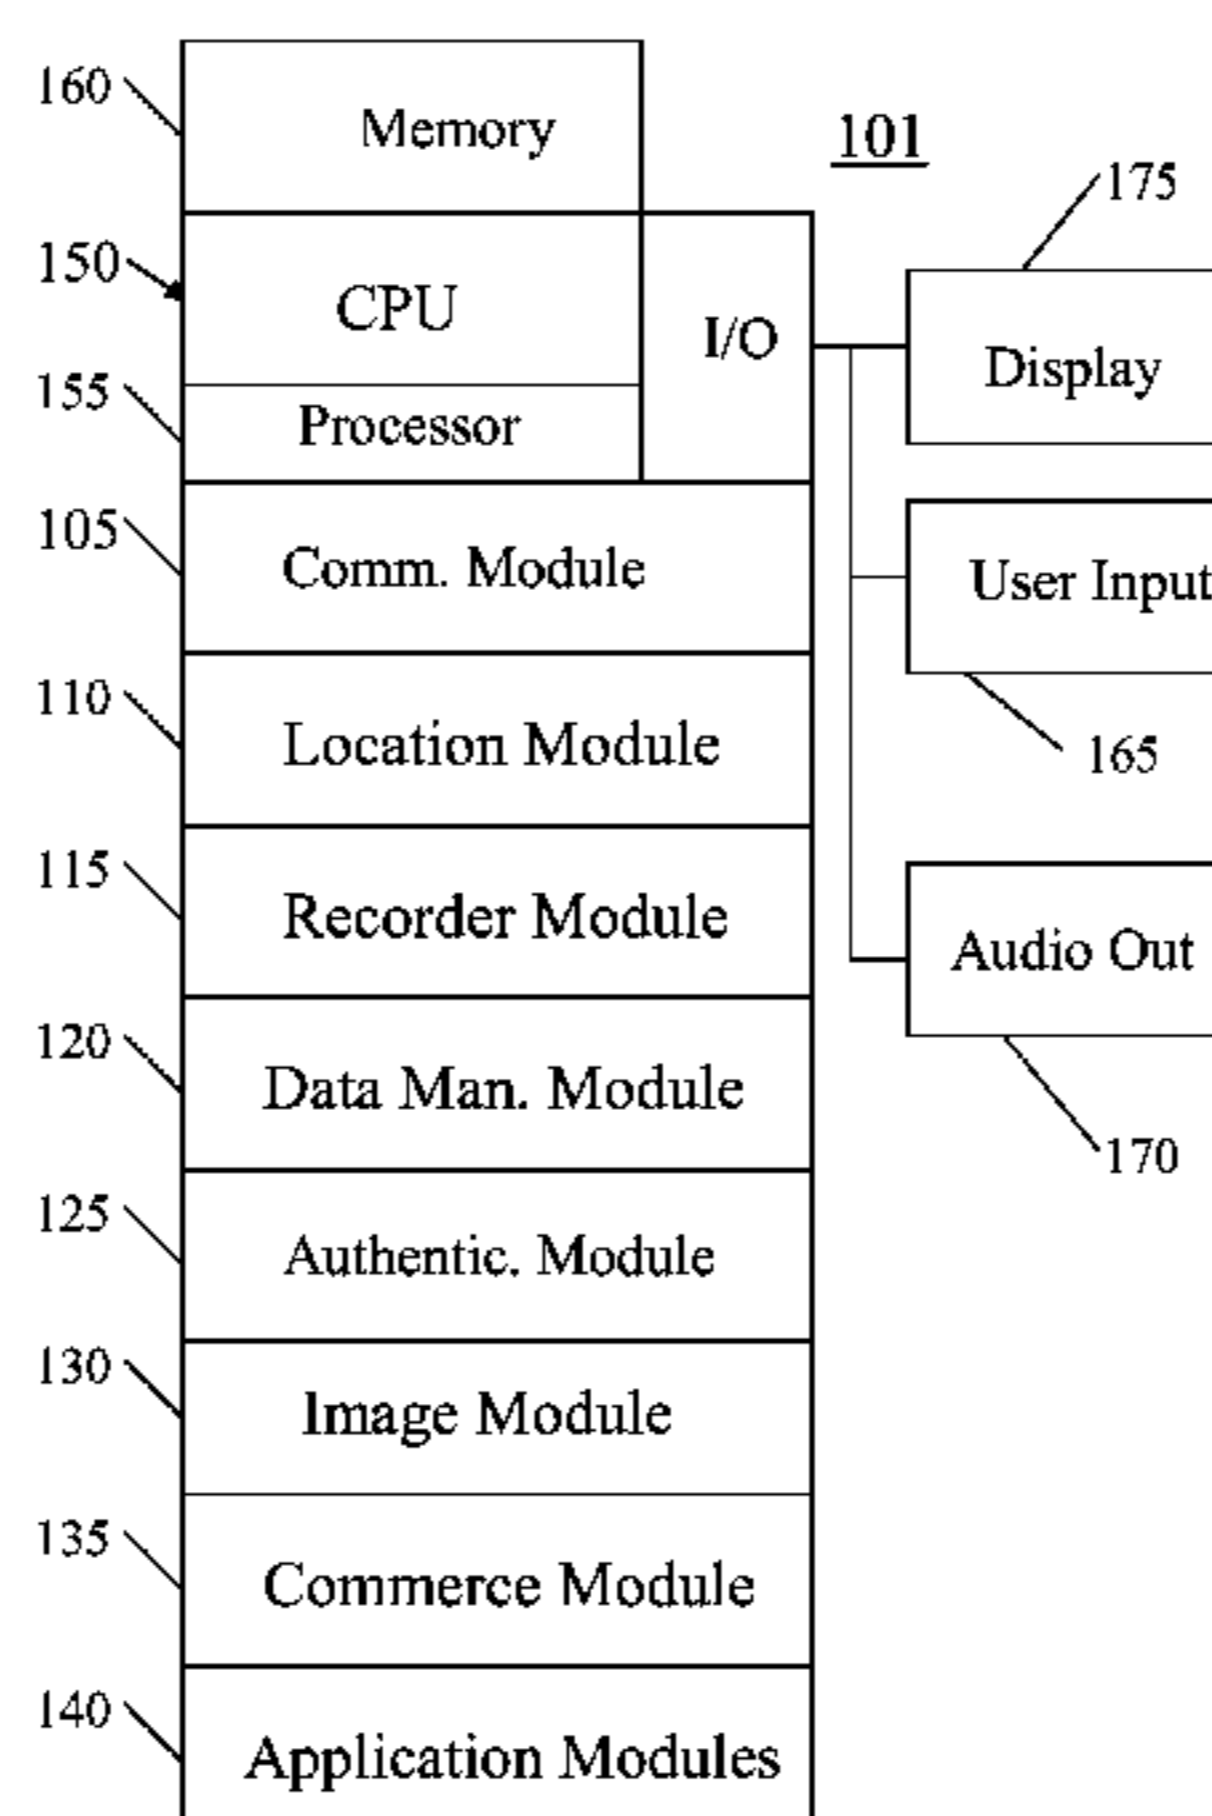 160
Memory
101
175
150
CPU
I/O
Display
155
Processor
105
Comm. Module
User Input
110
Location Module
165
115
Recorder Module
Audio Out
120
Data Man. Module
170
125
Authentic. Module
130
Image Module
135
Commerce Module
140
Application Modules